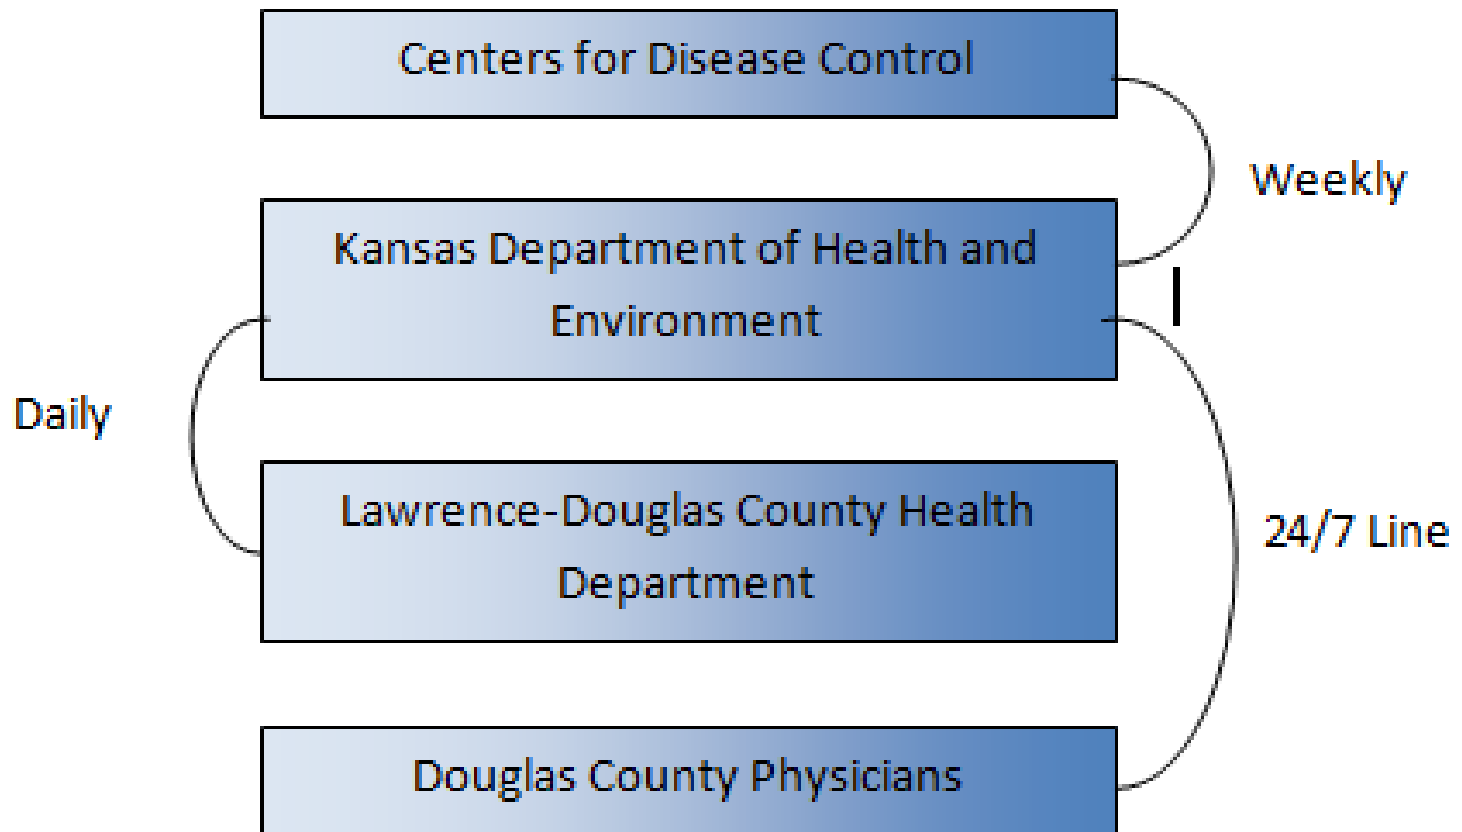 Centers for Disease Control
Weekly
Kansas Department of Health and
Environment
Daily
Lawrence-Douglas County Health
Department
24/7 Line
Douglas County Physicians